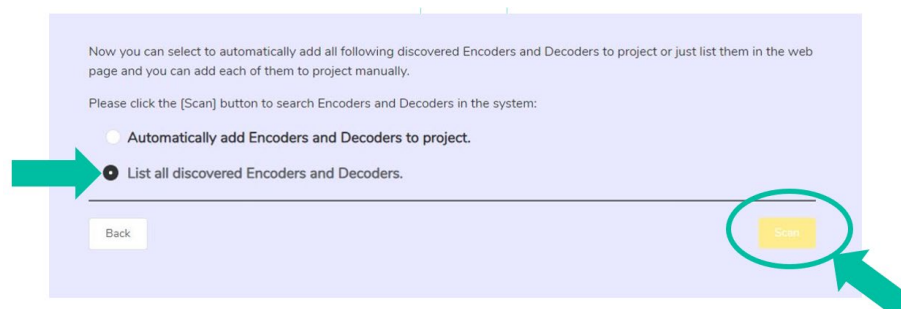 Now you can select to automatically add all following discovered Encoders and Decoders to project or just list them in the web
page and you can add each of them to project manually.
Please click the [Scan] button to search Encoders and Decoders in the system:
Automatically add Encoders and Decoders to project.
List all discovered Encoders and Decoders.
Back
Scan